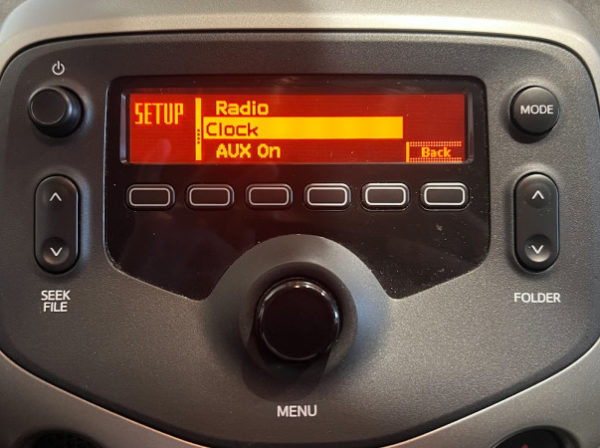 SETUP
Radio
Clock
AUX On
Back
MODE
SEEK
FILE
FOLDER
MENU